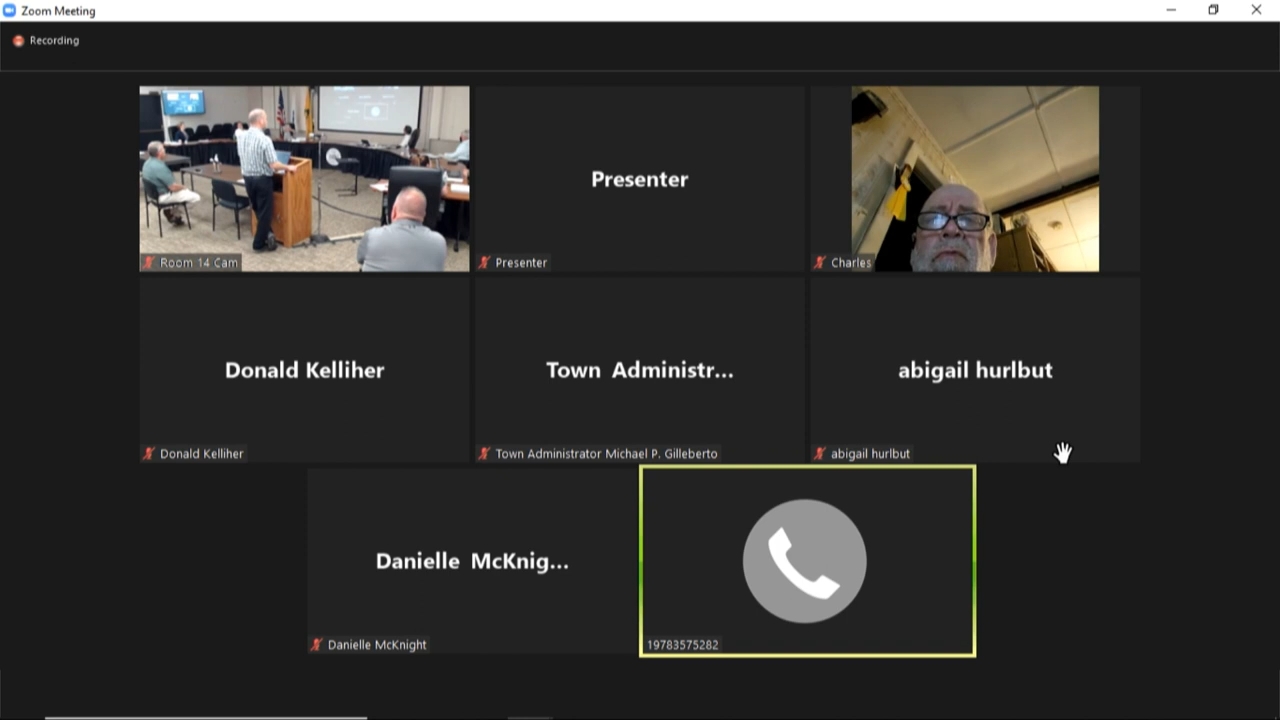 Zoom Meeting
Recording
Room 14 Cam
Presenter
Presenter
Charles
Donald Kelliher
Donald Kelliher
Town Administr...
Town Administrator Michael P. Gilleberto
abigail hurlbut
abigail hurlbut
Danielle McKnig...
Danielle McKnight
19783575282